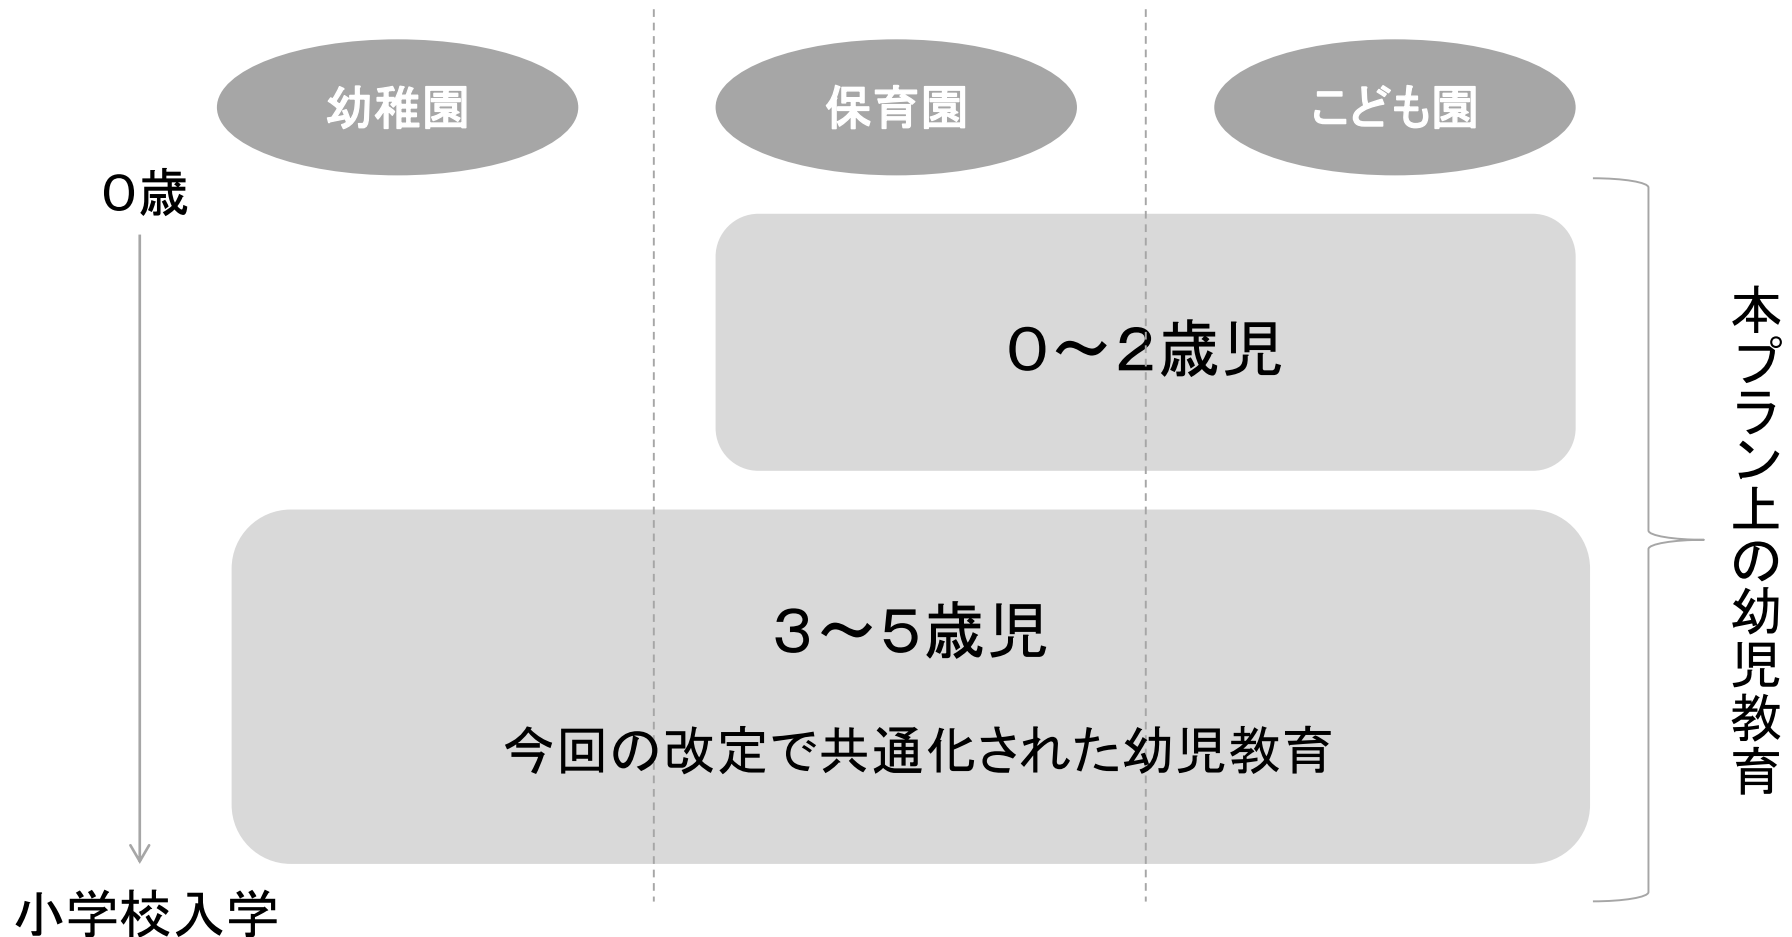 幼稚園
保育園
こども園
０歳
０～２歳児
３～５歳児
今回の改定で共通化された幼児教育
小学校入学
本プラン上の幼児教育